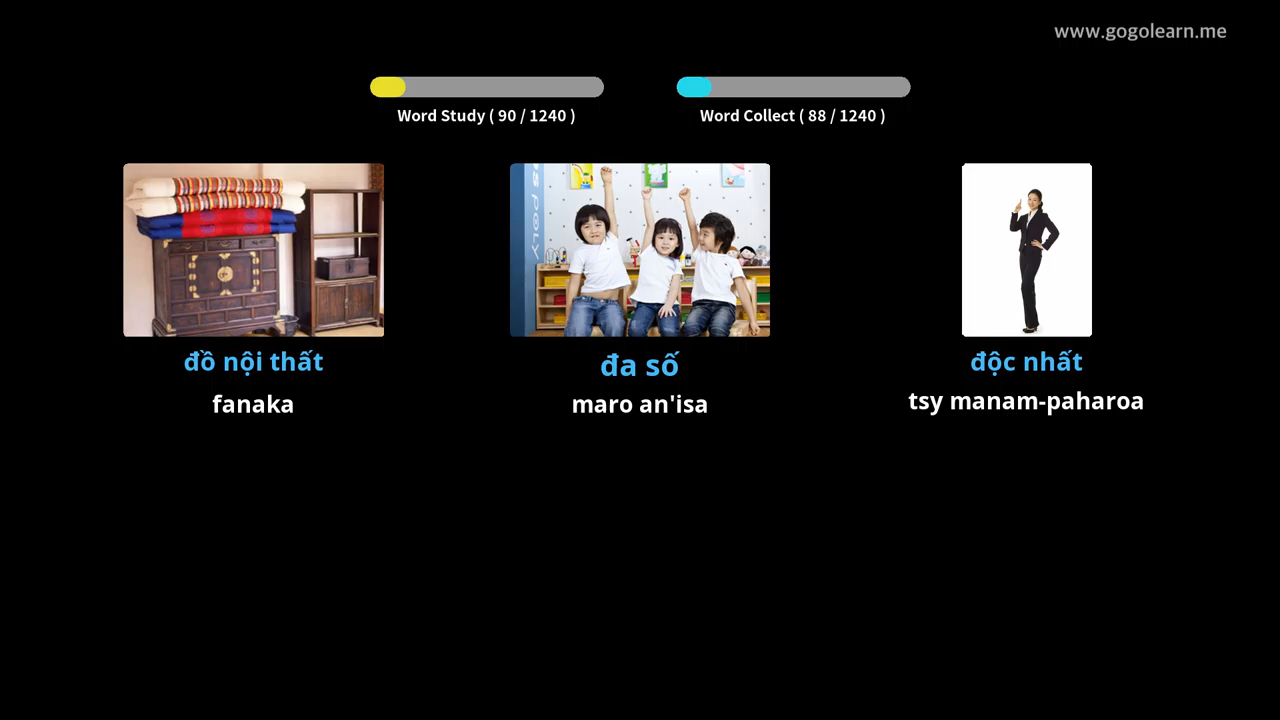 www.gogolearn.me
Word Study ( 90 / 1240 )
Word Collect ( 88 / 1240 )
đồ nội thất
đa số
độc nhất
fanaka
maro an'isa
tsy manam-paharoa